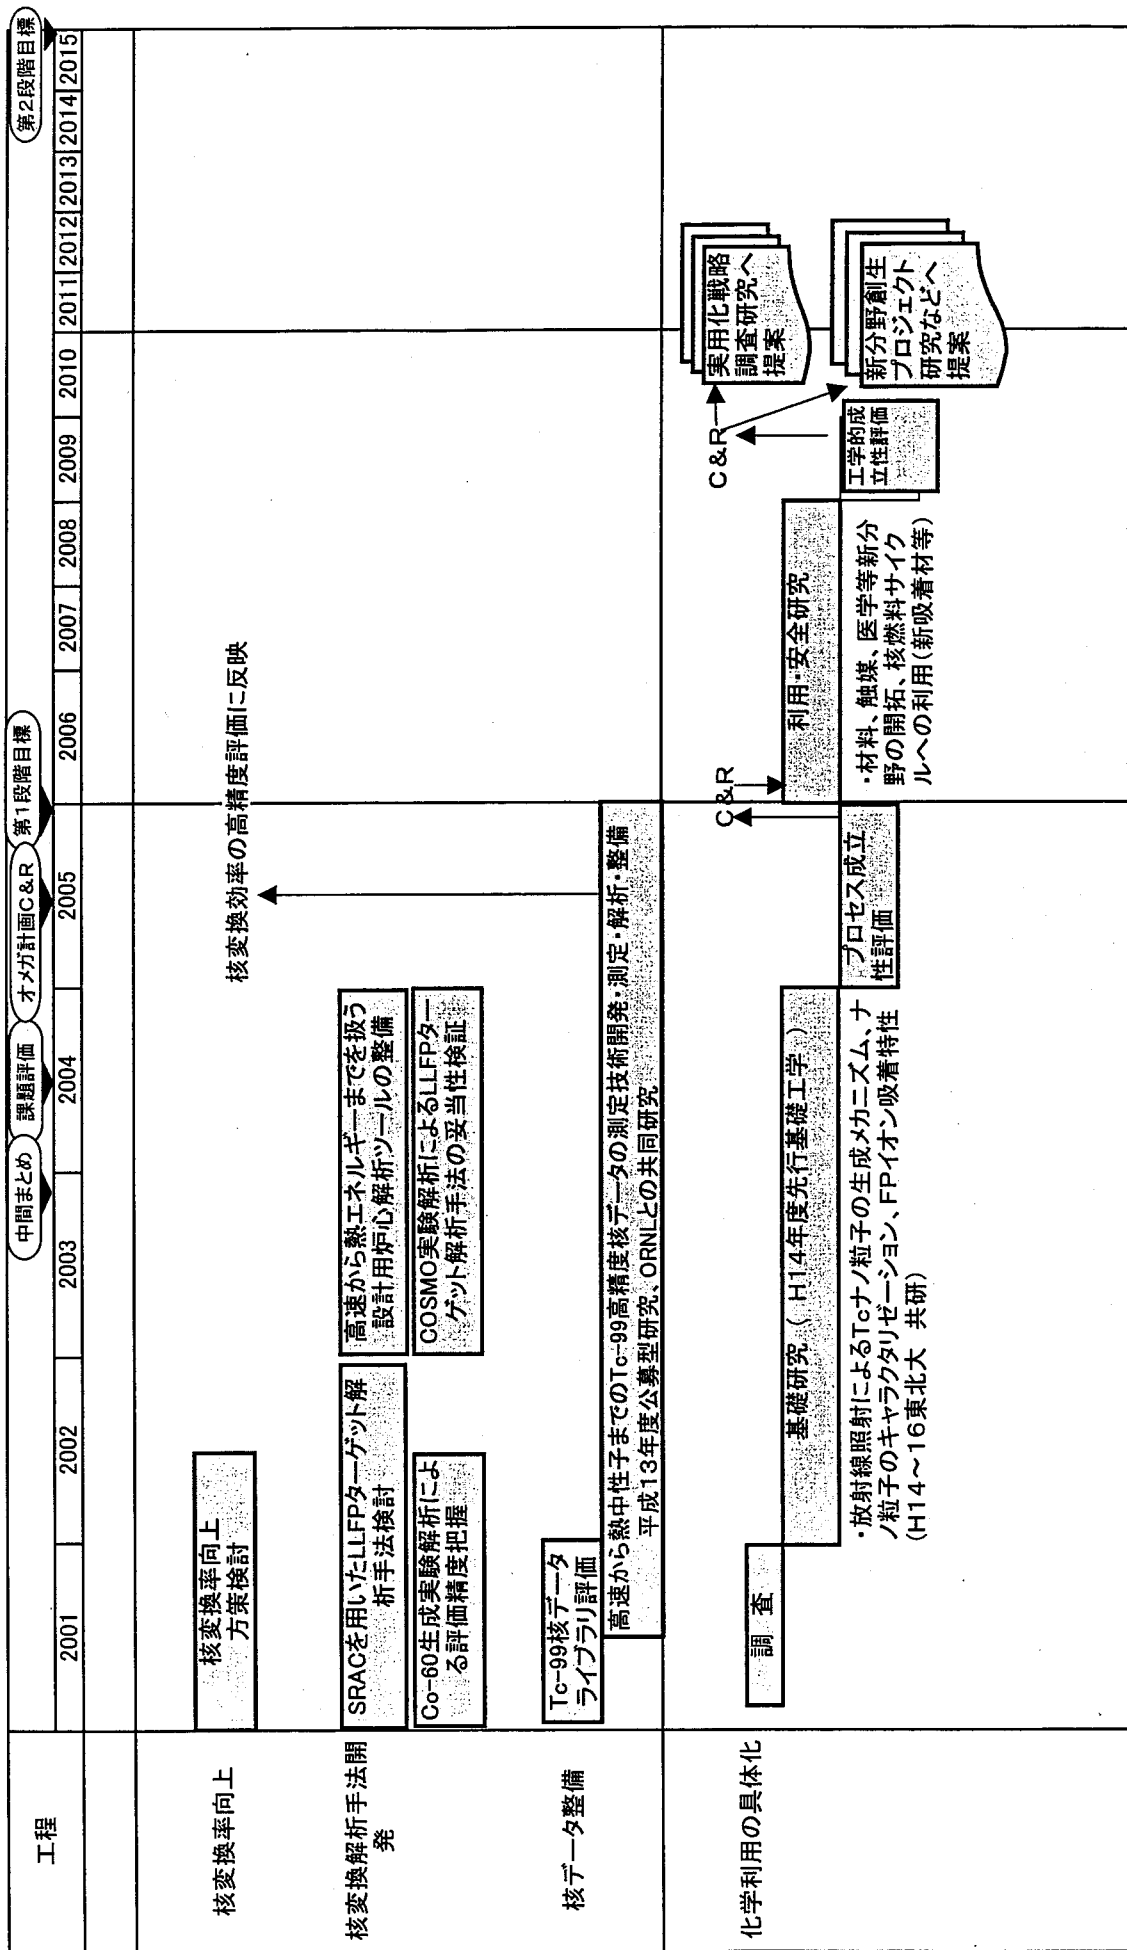 工程
中間まとめ
課題評価
オメガ計画C&R
第1段階目標
第2段階目標
2001
2002
2003
2004
2005
2006
2007
2008
2009
2010
2011
2012
2013
2014
2015
核変換率向上
核変換率向上
方策検討
核変換効率の高精度評価に反映
核変換解析手法開
発
SRACを用いたLLFPターゲット解
析手法検討
高速から熱エネルギーまでを扱う
設計用炉心解析ツールの整備
Co-60生成実験解析によ
る評価精度把握
COSMO実験解析によるLLFPター
ゲット解析手法の妥当性検証
核データ整備
Tc-99核データ
ライブラリ評価
高速から熱中性子までのTc-99高精度核データの測定技術開発・測定・解析・整備
平成13年度公募型研究、ORNLとの共同研究
化学利用の具体化
調 査
基礎研究( H14年度先行基礎工学 )
・放射線照射によるTcナノ粒子の生成メカニズム、ナ
ノ粒子のキャラクタリゼーション、FPイオン吸着特性
(H14~16東北大 共研)
プロセス成立
性評価
C&R
利用・安全研究
・材料、触媒、医学等新分
野の開拓、核燃料サイク
ルへの利用(新吸着材等)
工学的成
立性評価
C&R
実用化戦略
調査研究へ
提案
新分野創生
プロジェクト
研究などへ
提案